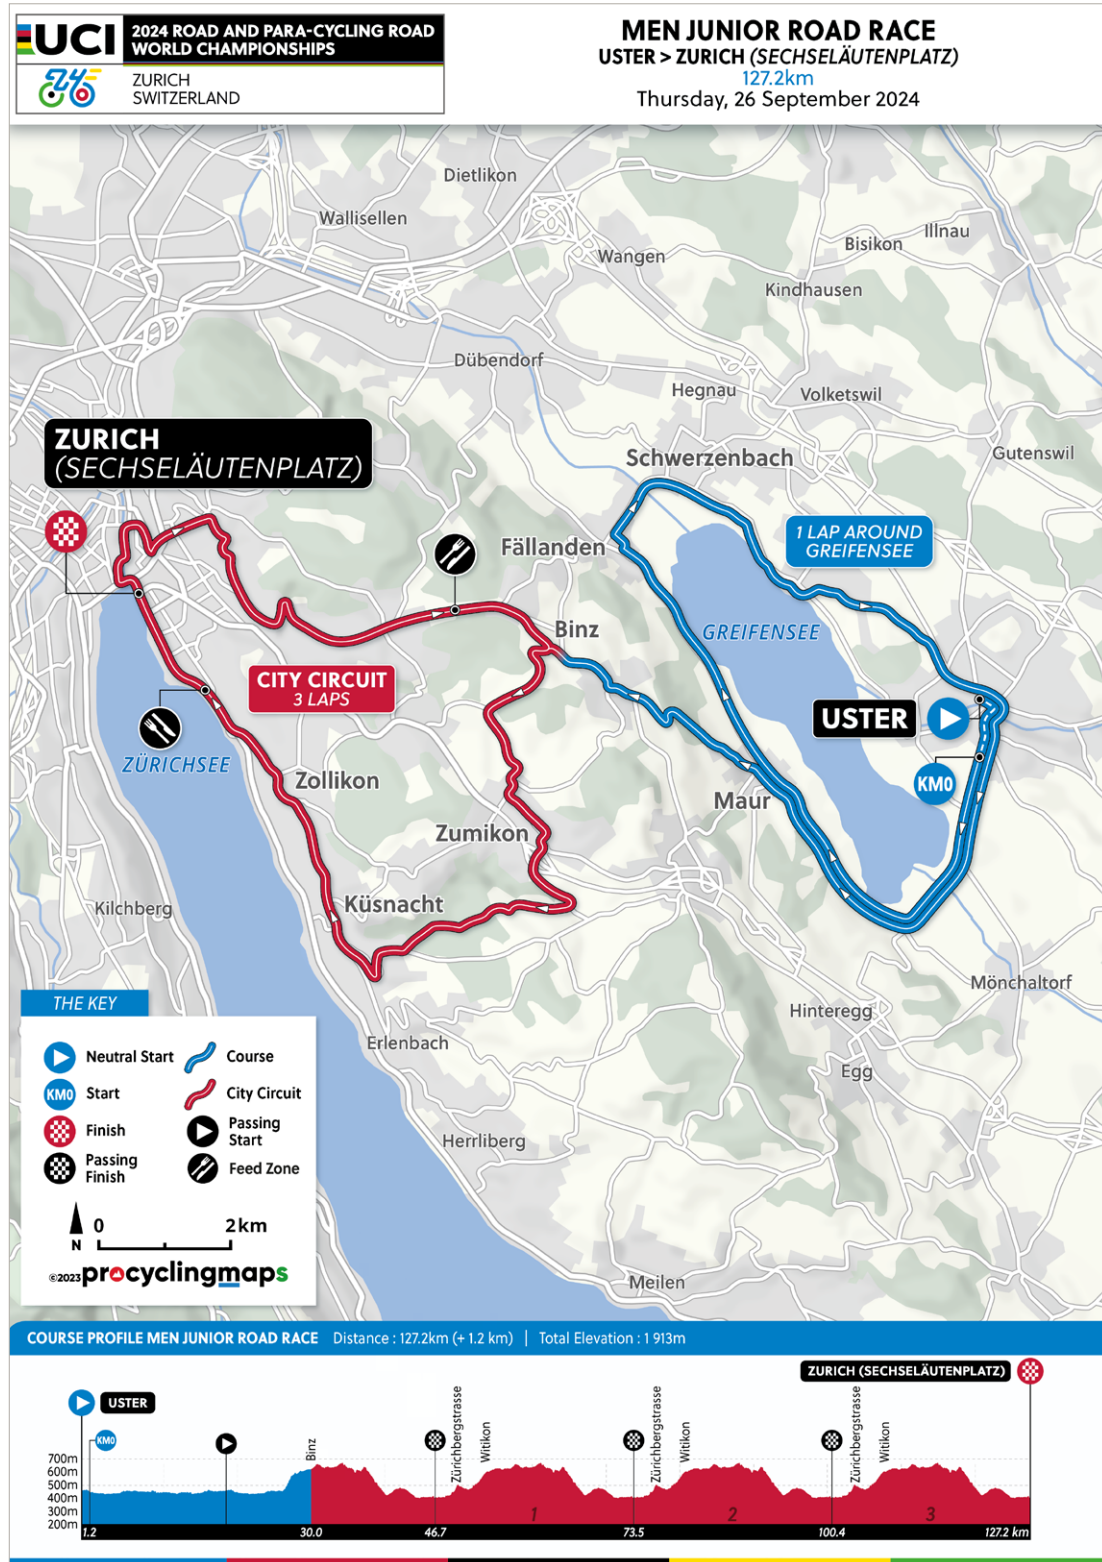 UCI
2024 ROAD AND PARA-CYCLING ROAD
WORLD CHAMPIONSHIPS
ZURICH
SWITZERLAND
MEN JUNIOR ROAD RACE
USTER > ZURICH (SECHSELÄUTENPLATZ)
127.2km
Thursday, 26 September 2024
Dietlikon
Wallisellen
Wangen
Bisikon
Illnau
Kindhausen
Dübendorf
Hegnau
Volketswil
ZURICH
(SECHSELÄUTENPLATZ)
Schwerzenbach
Gutenswil
1 LAP AROUND
GREIFENSEE
Fällanden
Binz
GREIFENSEE
CITY CIRCUIT
3 LAPS
USTER
ZÜRICHSEE
Zollikon
KM0
Maur
Zumikon
Küsnacht
Kilchberg
Mönchaltorf
Hinteregg
Erlenbach
Egg
Herrliberg
Meilen
THE KEY
Neutral Start
Course
KM0
Start
City Circuit
Finish
Passing
Start
Passing
Finish
Feed Zone
0 2km
N
©2023 procyclingmaps
COURSE PROFILE MEN JUNIOR ROAD RACE Distance : 127.2km (+ 1.2 km) | Total Elevation : 1 913m
ZURICH (SECHSELÄUTENPLATZ)
USTER
KM0
Binz
Zürichbergstrasse
Witikon
Zürichbergstrasse
Witikon
Zürichbergstrasse
Witikon
700m
600m
500m
400m
300m
200m
1
2
3
1.2
30.0
46.7
73.5
100.4
127.2 km